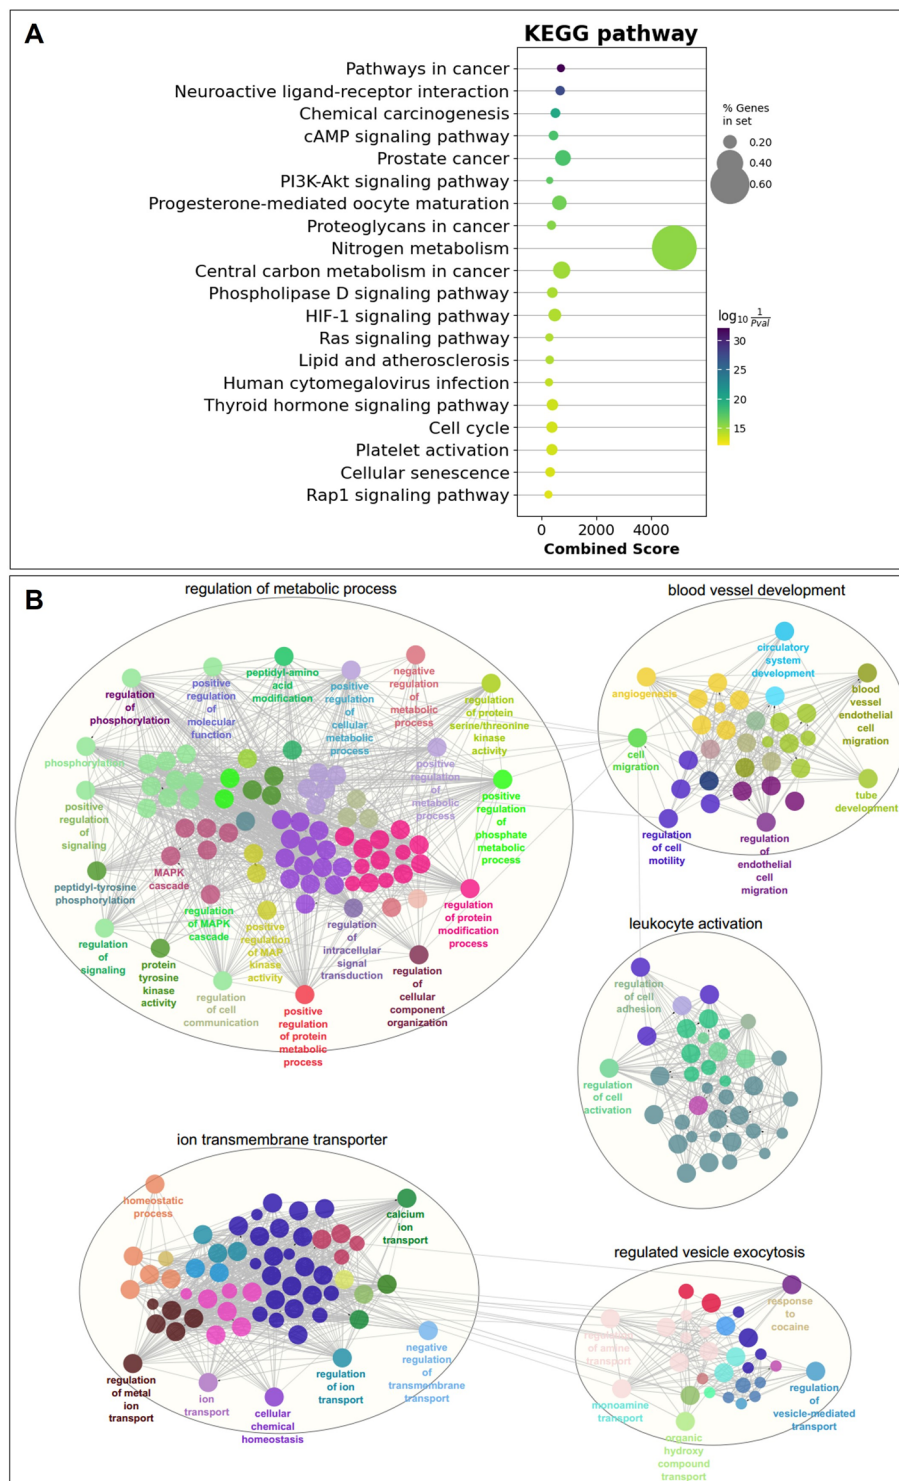 A
KEGG pathway
Pathways in cancer
Neuroactive ligand-receptor interaction
Chemical carcinogenesis
cAMP signaling pathway
Prostate cancer
PI3K-Akt signaling pathway
Progesterone-mediated oocyte maturation
Proteoglycans in cancer
Nitrogen metabolism
Central carbon metabolism in cancer
Phospholipase D signaling pathway
HIF-1 signaling pathway
Ras signaling pathway
Lipid and atherosclerosis
Human cytomegalovirus infection
Thyroid hormone signaling pathway
Cell cycle
Platelet activation
Cellular senescence
Rap1 signaling pathway
0 2000 4000
Combined Score
% Genes
in set
0.20
0.40
0.60
log10 1/Pval
30
25
20
15
B
regulation of metabolic process
regulation
of
phosphorylation
positive
regulation
of
molecular
function
peptidyl-amino
acid
modification
positive
regulation
of
cellular
metabolic
process
negative
regulation
of
metabolic
process
regulation
of protein
serine/threonine
kinase
activity
phosphorylation
positive
regulation
of
metabolic
process
positive
regulation
of
signaling
positive
regulation
of
phosphate
metabolic
process
peptidyl-tyrosine
phosphorylation
MAPK
cascade
regulation
of MAPK
cascade
positive
regulation
of MAP
kinase
activity
regulation
of
intracellular
signal
transduction
regulation
of protein
modification
process
regulation
of
signaling
protein
tyrosine
kinase
activity
regulation
of cell
communication
positive
regulation
of protein
metabolic
process
regulation
of
cellular
component
organization
blood vessel development
circulatory
system
development
angiogenesis
blood
vessel
endothelial
cell
migration
cell
migration
tube
development
regulation
of cell
motility
regulation
of
endothelial
cell
migration
leukocyte activation
regulation
of cell
adhesion
regulation
of cell
activation
ion transmembrane transporter
homeostatic
process
calcium
ion
transport
regulation
of metal
ion
transport
ion
transport
cellular
chemical
homeostasis
regulation
of ion
transport
negative
regulation
of
transmembrane
transport
regulated vesicle exocytosis
response
to
cocaine
regulation
of amine
transport
monoamine
transport
organic
hydroxy
compound
transport
regulation
of
vesicle-mediated
transport